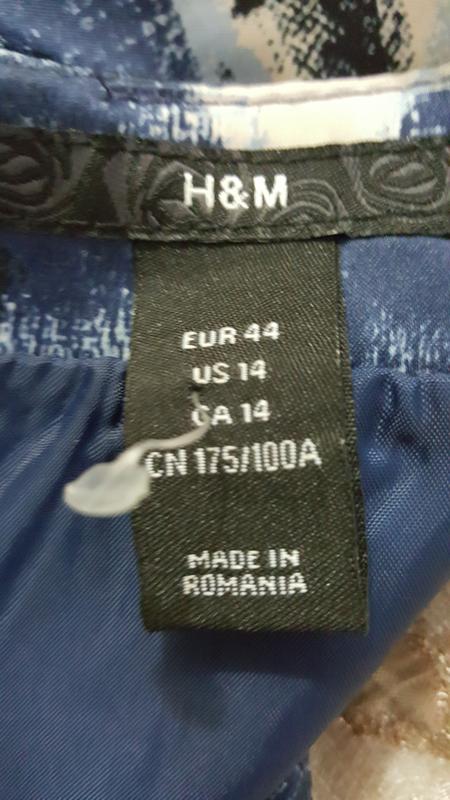 H&M
EUR 44
US 14
CA 14
CN 175/100A
MADE IN
ROMANIA